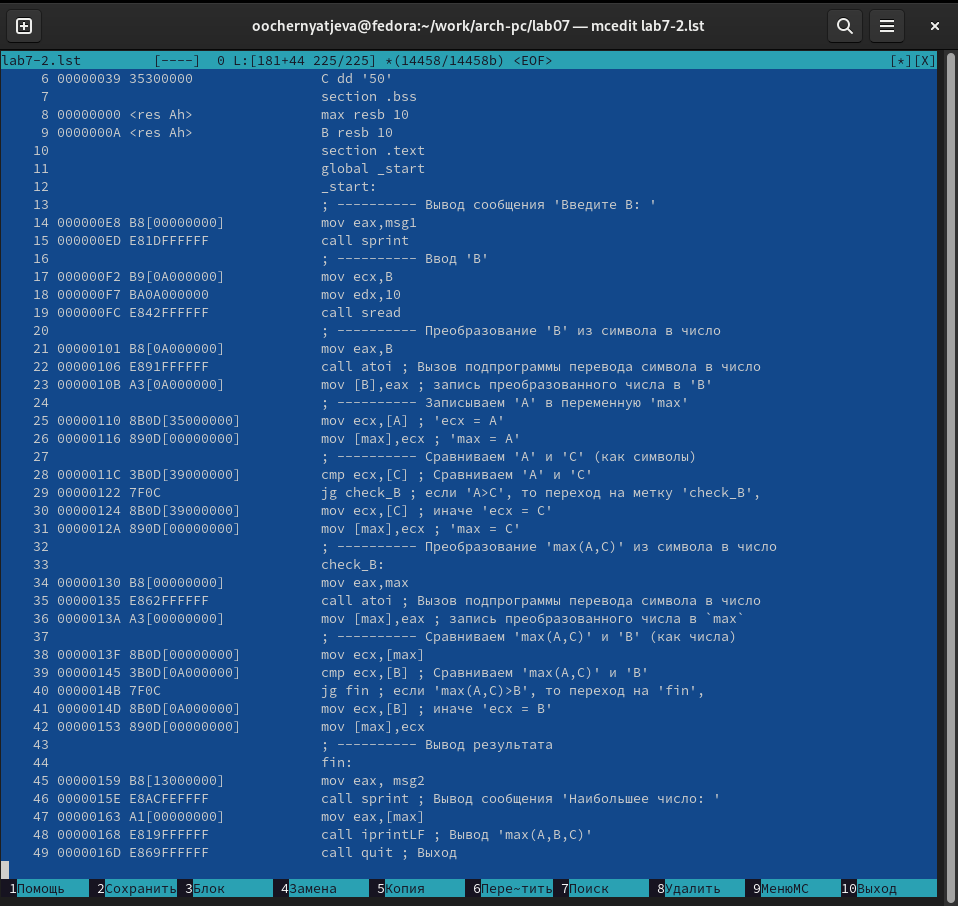 oochernyatjeva@fedora:~/work/arch-pc/lab07 — mcedit lab7-2.lst
lab7-2.lst [----] 0 L:[181+44 225/225] *(14458/14458b) <EOF> [*][X]
6 00000039 35300000 C dd '50'
7 section .bss
8 00000000 <res Ah> max resb 10
9 0000000A <res Ah> B resb 10
10 section .text
11 global _start
12 _start:
13 ; ---------- Вывод сообщения 'Введите B: '
14 000000E8 B8[00000000] mov eax,msg1
15 000000ED E81DFFFFFF call sprint
16 ; ---------- Ввод 'B'
17 000000F2 B9[0A000000] mov ecx,B
18 000000F7 BA0A000000 mov edx,10
19 000000FC E842FFFFFF call sread
20 ; ---------- Преобразование 'B' из символа в число
21 00000101 B8[0A000000] mov eax,B
22 00000106 E891FFFFFF call atoi ; Вызов подпрограммы перевода символа в число
23 0000010B A3[0A000000] mov [B],eax ; запись преобразованного числа в 'B'
24 ; ---------- Записываем 'A' в переменную 'max'
25 00000110 8B0D[35000000] mov ecx,[A] ; 'ecx = A'
26 00000116 890D[00000000] mov [max],ecx ; 'max = A'
27 ; ---------- Сравниваем 'A' и 'С' (как символы)
28 0000011C 3B0D[39000000] cmp ecx,[C] ; Сравниваем 'A' и 'С'
29 00000122 7F0C jg check_B ; если 'A>C', то переход на метку 'check_B',
30 00000124 8B0D[39000000] mov ecx,[C] ; иначе 'ecx = C'
31 0000012A 890D[00000000] mov [max],ecx ; 'max = C'
32 ; ---------- Преобразование 'max(A,C)' из символа в число
33 check_B:
34 00000130 B8[00000000] mov eax,max
35 00000135 E862FFFFFF call atoi ; Вызов подпрограммы перевода символа в число
36 0000013A A3[00000000] mov [max],eax ; запись преобразованного числа в `max`
37 ; ---------- Сравниваем 'max(A,C)' и 'B' (как числа)
38 0000013F 8B0D[00000000] mov ecx,[max]
39 00000145 3B0D[0A000000] cmp ecx,[B] ; Сравниваем 'max(A,C)' и 'B'
40 0000014B 7F0C jg fin ; если 'max(A,C)>B', то переход на 'fin',
41 0000014D 8B0D[0A000000] mov ecx,[B] ; иначе 'ecx = B'
42 00000153 890D[00000000] mov [max],ecx
43 ; ---------- Вывод результата
44 fin:
45 00000159 B8[13000000] mov eax, msg2
46 0000015E E8ACFEFFFF call sprint ; Вывод сообщения 'Наибольшее число: '
47 00000163 A1[00000000] mov eax,[max]
48 00000168 E819FFFFFF call iprintLF ; Вывод 'max(A,B,C)'
49 0000016D E869FFFFFF call quit ; Выход
1Помощь 2Сохранить 3Блок 4Замена 5Копия 6Пере~тить 7Поиск 8Удалить 9МенюМС 10Выход